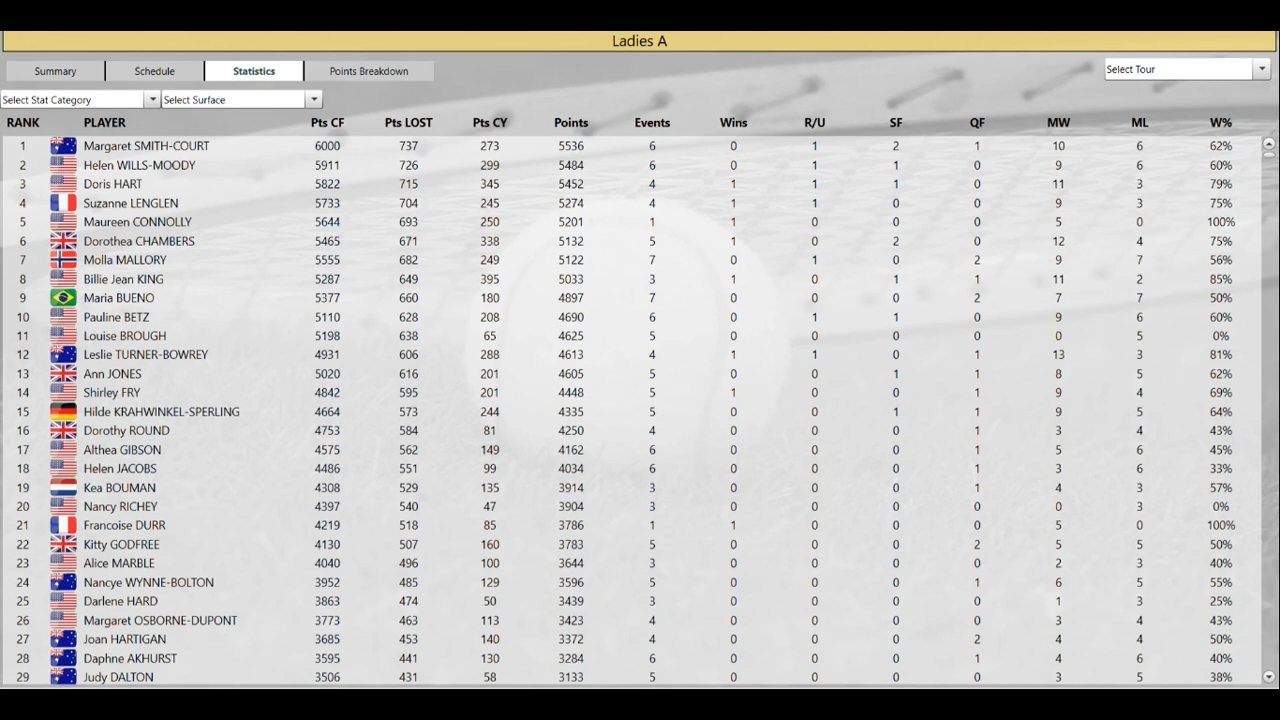 Ladies A
Summary Schedule Statistics Points Breakdown Select Tour
Select Stat Category Select Surface
RANK PLAYER Pts CF Pts LOST Pts CY Points Events Wins R/U SF QF MW ML W%
1 Margaret SMITH-COURT 6000 737 273 5536 6 0 1 2 1 10 6 62%
2 Helen WILLS-MOODY 5911 726 299 5484 6 0 1 1 0 9 6 60%
3 Doris HART 5822 715 345 5452 4 1 1 1 0 11 3 79%
4 Suzanne LENGLEN 5733 704 245 5274 4 1 1 0 0 9 3 75%
5 Maureen CONNOLLY 5644 693 250 5201 1 1 0 0 0 5 0 100%
6 Dorothea CHAMBERS 5465 671 338 5132 5 1 0 2 0 12 4 75%
7 Molla MALLORY 5555 682 249 5122 7 0 1 0 2 9 7 56%
8 Billie Jean KING 5287 649 395 5033 3 1 0 1 1 11 2 85%
9 Maria BUENO 5377 660 180 4897 7 0 0 0 2 7 7 50%
10 Pauline BETZ 5110 628 208 4690 6 0 1 1 0 9 6 60%
11 Louise BROUGH 5198 638 65 4625 5 0 0 0 0 0 5 0%
12 Leslie TURNER-BOWREY 4931 606 288 4613 4 1 1 0 1 13 3 81%
13 Ann JONES 5020 616 201 4605 5 0 0 1 1 8 5 62%
14 Shirley FRY 4842 595 201 4448 5 1 0 0 1 9 4 69%
15 Hilde KRAHWINKEL-SPERLING 4664 573 244 4335 5 0 0 1 1 9 5 64%
16 Dorothy ROUND 4753 584 81 4250 4 0 0 0 1 3 4 43%
17 Althea GIBSON 4575 562 149 4162 6 0 0 0 1 5 6 45%
18 Helen JACOBS 4486 551 99 4034 6 0 0 0 1 3 6 33%
19 Kea BOUMAN 4308 529 135 3914 3 0 0 0 1 4 3 57%
20 Nancy RICHEY 4397 540 47 3904 3 0 0 0 0 0 3 0%
21 Francoise DURR 4219 518 85 3786 1 1 0 0 0 5 0 100%
22 Kitty GODFREE 4130 507 160 3783 5 0 0 0 2 5 5 50%
23 Alice MARBLE 4040 496 100 3644 3 0 0 0 0 2 3 40%
24 Nancye WYNNE-BOLTON 3952 485 129 3596 5 0 0 0 1 6 5 55%
25 Darlene HARD 3863 474 50 3439 3 0 0 0 0 1 3 25%
26 Margaret OSBORNE-DUPONT 3773 463 113 3423 4 0 0 0 0 3 4 43%
27 Joan HARTIGAN 3685 453 140 3372 4 0 0 0 2 4 4 50%
28 Daphne AKHURST 3595 441 130 3284 6 0 0 0 1 4 6 40%
29 Judy DALTON 3506 431 58 3133 5 0 0 0 0 3 5 38%